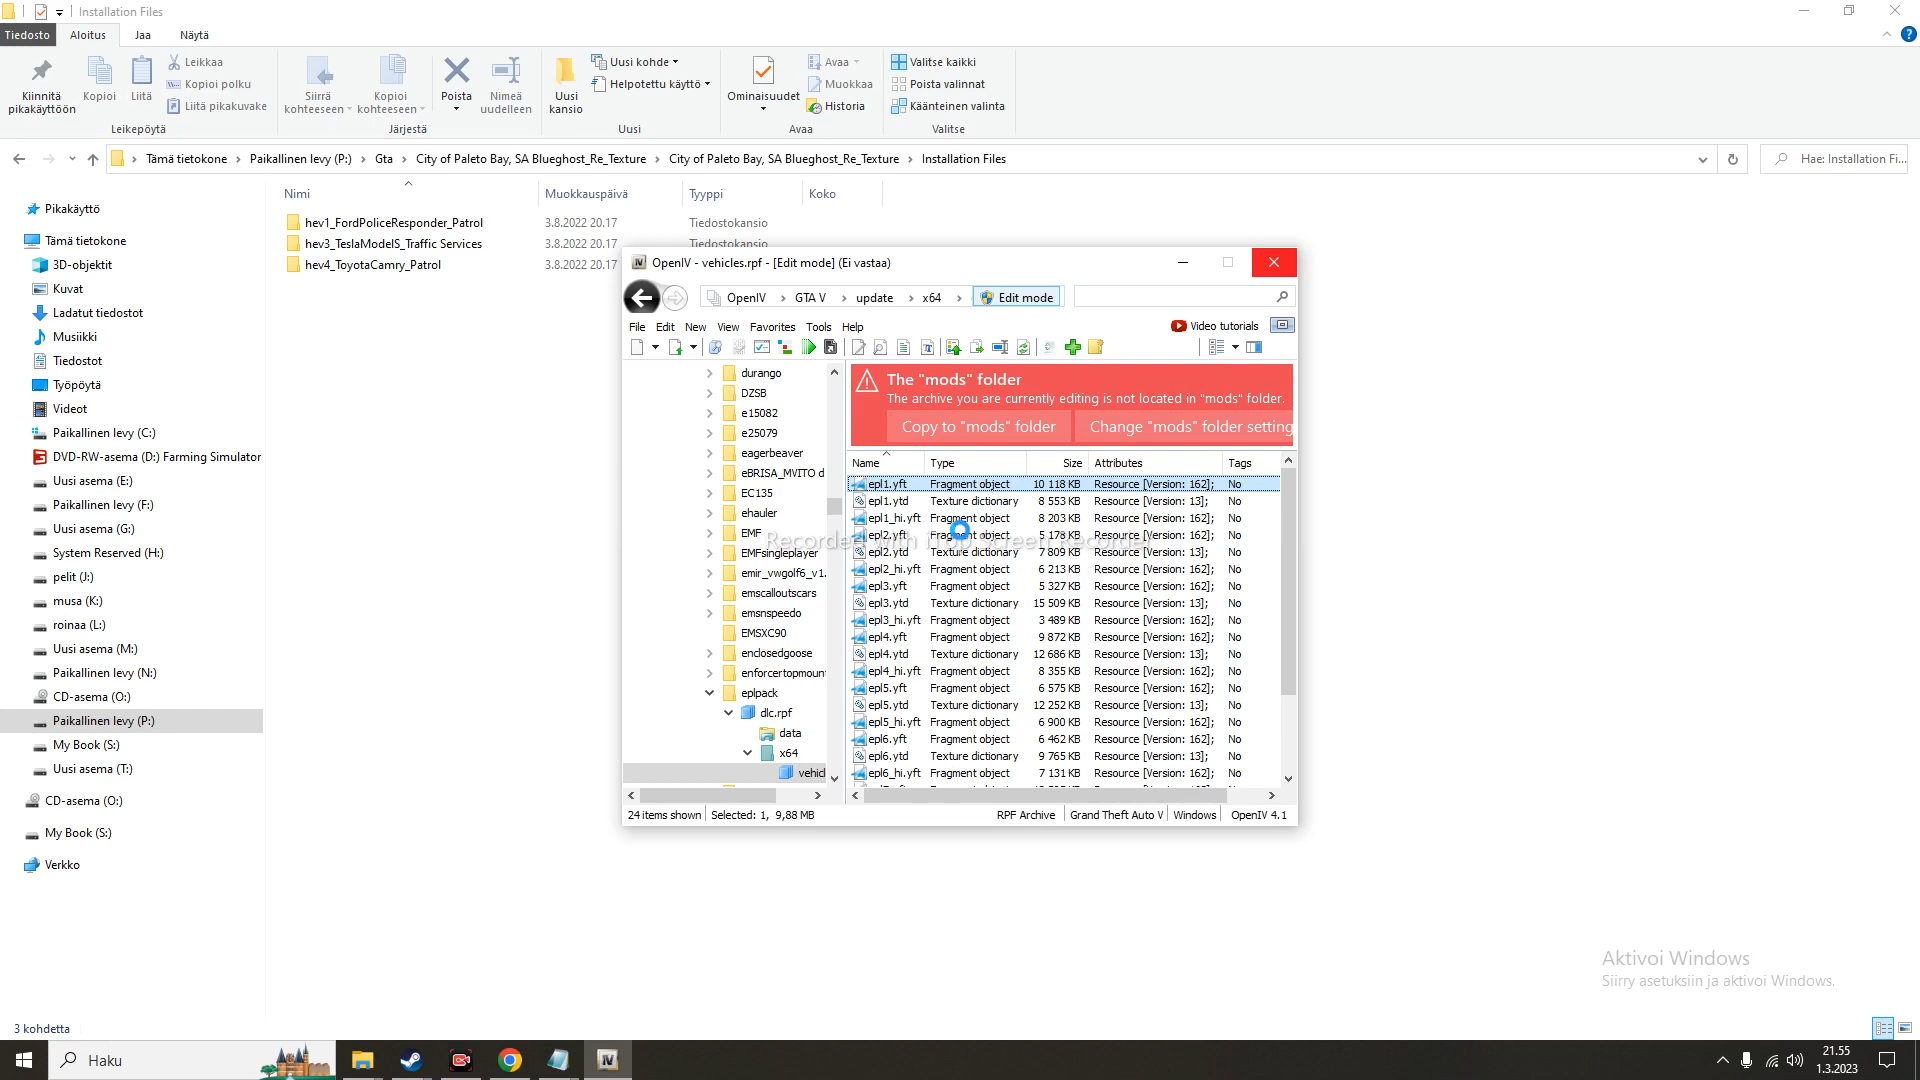 Installation Files
Tiedosto Aloitus Jaa Näytä
Kiinnitä pikakäyttöön
Kopioi
Liitä
Leikkaa
Kopioi polku
Liitä pikakuvake
Leikepöytä
Siirrä kohteeseen
Kopioi kohteeseen
Poista
Nimeä uudelleen
Järjestä
Uusi kansio
Uusi kohde
Helpotettu käyttö
Uusi
Ominaisuudet
Avaa
Muokkaa
Historia
Avaa
Valitse kaikki
Poista valinnat
Käänteinen valinta
Valitse
Tämä tietokone > Paikallinen levy (P:) > Gta > City of Paleto Bay, SA Blueghost_Re_Texture > City of Paleto Bay, SA Blueghost_Re_Texture > Installation Files
Hae: Installation Fi...
Nimi Muokkauspäivä Tyyppi Koko
hev1_FordPoliceResponder_Patrol 3.8.2022 20.17 Tiedostokansio
hev3_TeslaModelS_Traffic Services 3.8.2022 20.17 Tiedostokansio
hev4_ToyotaCamry_Patrol 3.8.2022 20.17
Pikakäyttö
Tämä tietokone
3D-objektit
Kuvat
Ladatut tiedostot
Musiikki
Tiedostot
Työpöytä
Videot
Paikallinen levy (C:)
DVD-RW-asema (D:) Farming Simulator
Uusi asema (E:)
Paikallinen levy (F:)
Uusi asema (G:)
System Reserved (H:)
pelit (J:)
musa (K:)
roinaa (L:)
Uusi asema (M:)
Paikallinen levy (N:)
CD-asema (O:)
Paikallinen levy (P:)
My Book (S:)
Uusi asema (T:)
CD-asema (O:)
My Book (S:)
Verkko
3 kohdetta
OpenIV - vehicles.rpf - [Edit mode] (Ei vastaa)
OpenIV > GTA V > update > x64 > Edit mode
File Edit New View Favorites Tools Help
Video tutorials
durango
DZSB
e15082
e25079
eagerbeaver
eBRISA_MVITO d
EC135
ehauler
EMF
EMFsingleplayer
emir_vwgolf6_v1.
emscalloutscars
emsnspeedo
EMSXC90
enclosedgoose
enforcertopmount
eplpack
dlc.rpf
data
x64
vehicl
The "mods" folder
The archive you are currently editing is not located in "mods" folder.
Copy to "mods" folder
Change "mods" folder setting
Name Type Size Attributes Tags
epl1.yft Fragment object 10 118 KB Resource [Version: 162]; No
epl1.ytd Texture dictionary 8 553 KB Resource [Version: 13]; No
epl1_hi.yft Fragment object 8 203 KB Resource [Version: 162]; No
epl2.yft Fragment object 5 178 KB Resource [Version: 162]; No
epl2.ytd Texture dictionary 7 809 KB Resource [Version: 13]; No
epl2_hi.yft Fragment object 6 213 KB Resource [Version: 162]; No
epl3.yft Fragment object 5 327 KB Resource [Version: 162]; No
epl3.ytd Texture dictionary 15 509 KB Resource [Version: 13]; No
epl3_hi.yft Fragment object 3 489 KB Resource [Version: 162]; No
epl4.yft Fragment object 9 872 KB Resource [Version: 162]; No
epl4.ytd Texture dictionary 12 686 KB Resource [Version: 13]; No
epl4_hi.yft Fragment object 8 355 KB Resource [Version: 162]; No
epl5.yft Fragment object 6 575 KB Resource [Version: 162]; No
epl5.ytd Texture dictionary 12 252 KB Resource [Version: 13]; No
epl5_hi.yft Fragment object 6 900 KB Resource [Version: 162]; No
epl6.yft Fragment object 6 462 KB Resource [Version: 162]; No
epl6.ytd Texture dictionary 9 765 KB Resource [Version: 13]; No
epl6_hi.yft Fragment object 7 131 KB Resource [Version: 162]; No
Recorded with iTop Screen Recorder
24 items shown Selected: 1, 9,88 MB RPF Archive Grand Theft Auto V Windows OpenIV 4.1
Aktivoi Windows
Siirry asetuksiin ja aktivoi Windows.
Haku
21.55
1.3.2023